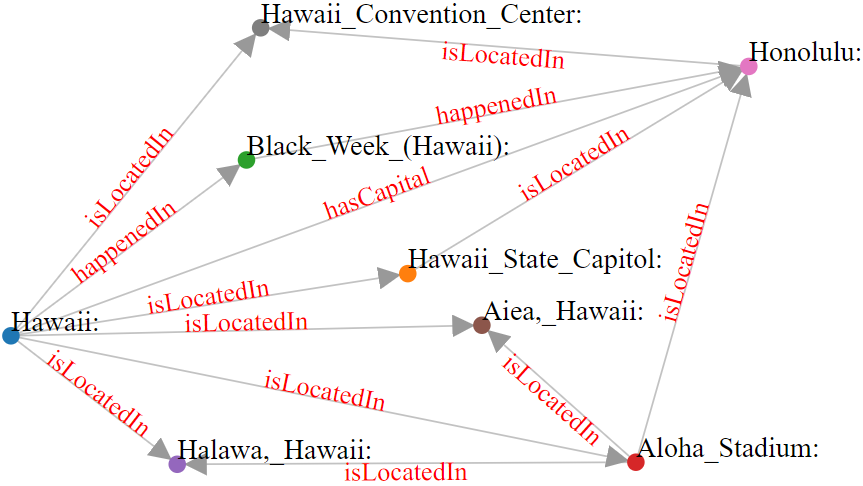 Hawaii_Convention_Center:
isLocatedIn
Honolulu:
happenedIn
isLocatedIn
Black_Week_(Hawaii):
isLocatedIn
hasCapital
happenedIn
isLocatedIn
Hawaii_State_Capitol:
isLocatedIn
Aiea,_Hawaii:
Hawaii:
isLocatedIn
isLocatedIn
isLocatedIn
isLocatedIn
Halawa,_Hawaii:
Aloha_Stadium:
isLocatedIn